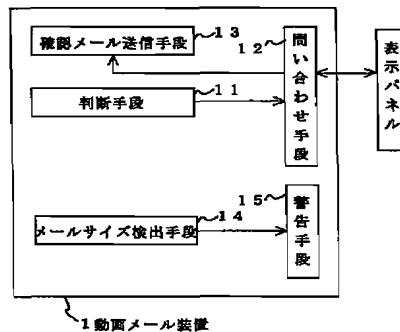 確認メール送信手段
13
12
問い合わせ手段
表示パネル
判断手段
11
15
警告手段
メールサイズ検出手段
14
1動画メール装置